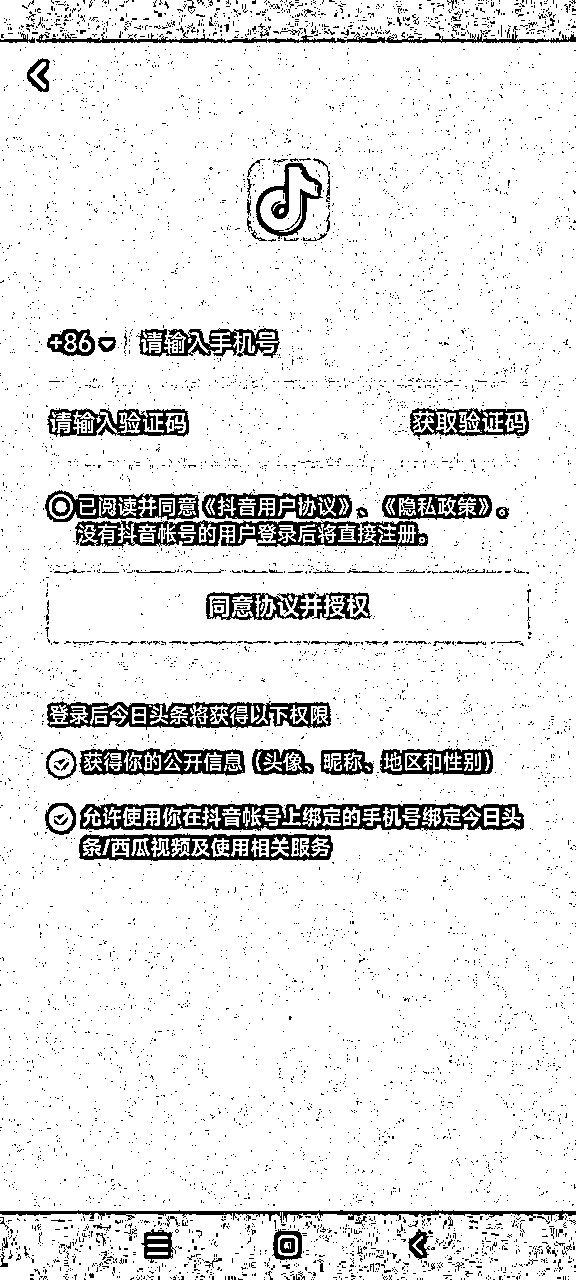 +86 请输入手机号
请输入验证码 获取验证码
已阅读并同意《抖音用户协议》、《隐私政策》。
没有抖音帐号的用户登录后将直接注册。
同意协议并授权
登录后今日头条将获得以下权限
获得你的公开信息（头像、昵称、地区和性别）
允许使用你在抖音帐号上绑定的手机号绑定今日头
条/西瓜视频及使用相关服务